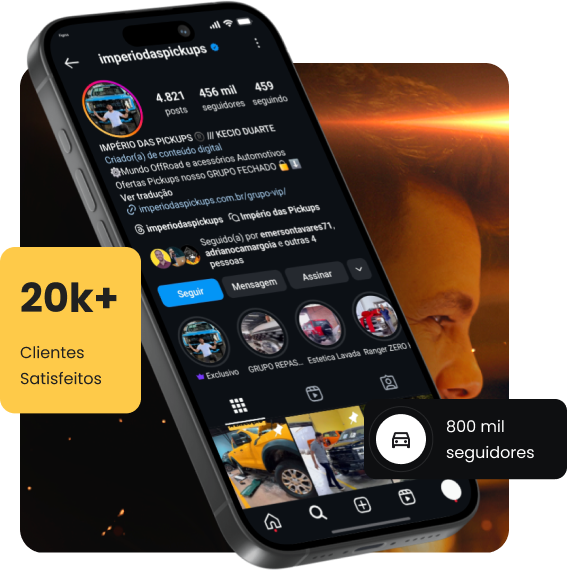 imperiodaspickups
4.821 456 mil 459
posts seguidores seguindo
IMPÉRIO DAS PICKUPS /// KECIO DUARTE
Criador(a) de conteúdo digital
Mundo OffRoad e acessórios Automotivos
Ofertas Pickups nosso GRUPO FECHADO
Ver tradução
imperiodaspickups.com.br/grupo-vip/
imperiodaspickups Império das Pickups
Seguido(a) por emersontavares71,
adrianocamargoia e outras 4
pessoas
Seguir Mensagem Assinar
Exclusivo GRUPO REPAS... Estetica Lavada Ranger ZERO
20k+
Clientes
Satisfeitos
800 mil
seguidores